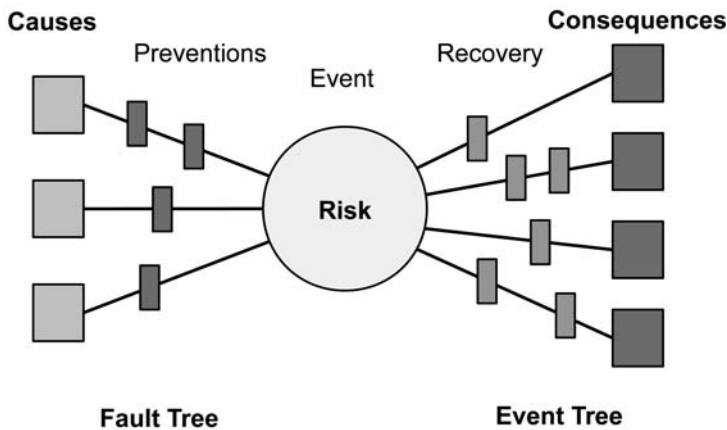 Causes
Consequences
Preventions
Event
Recovery
Risk
Fault Tree
Event Tree